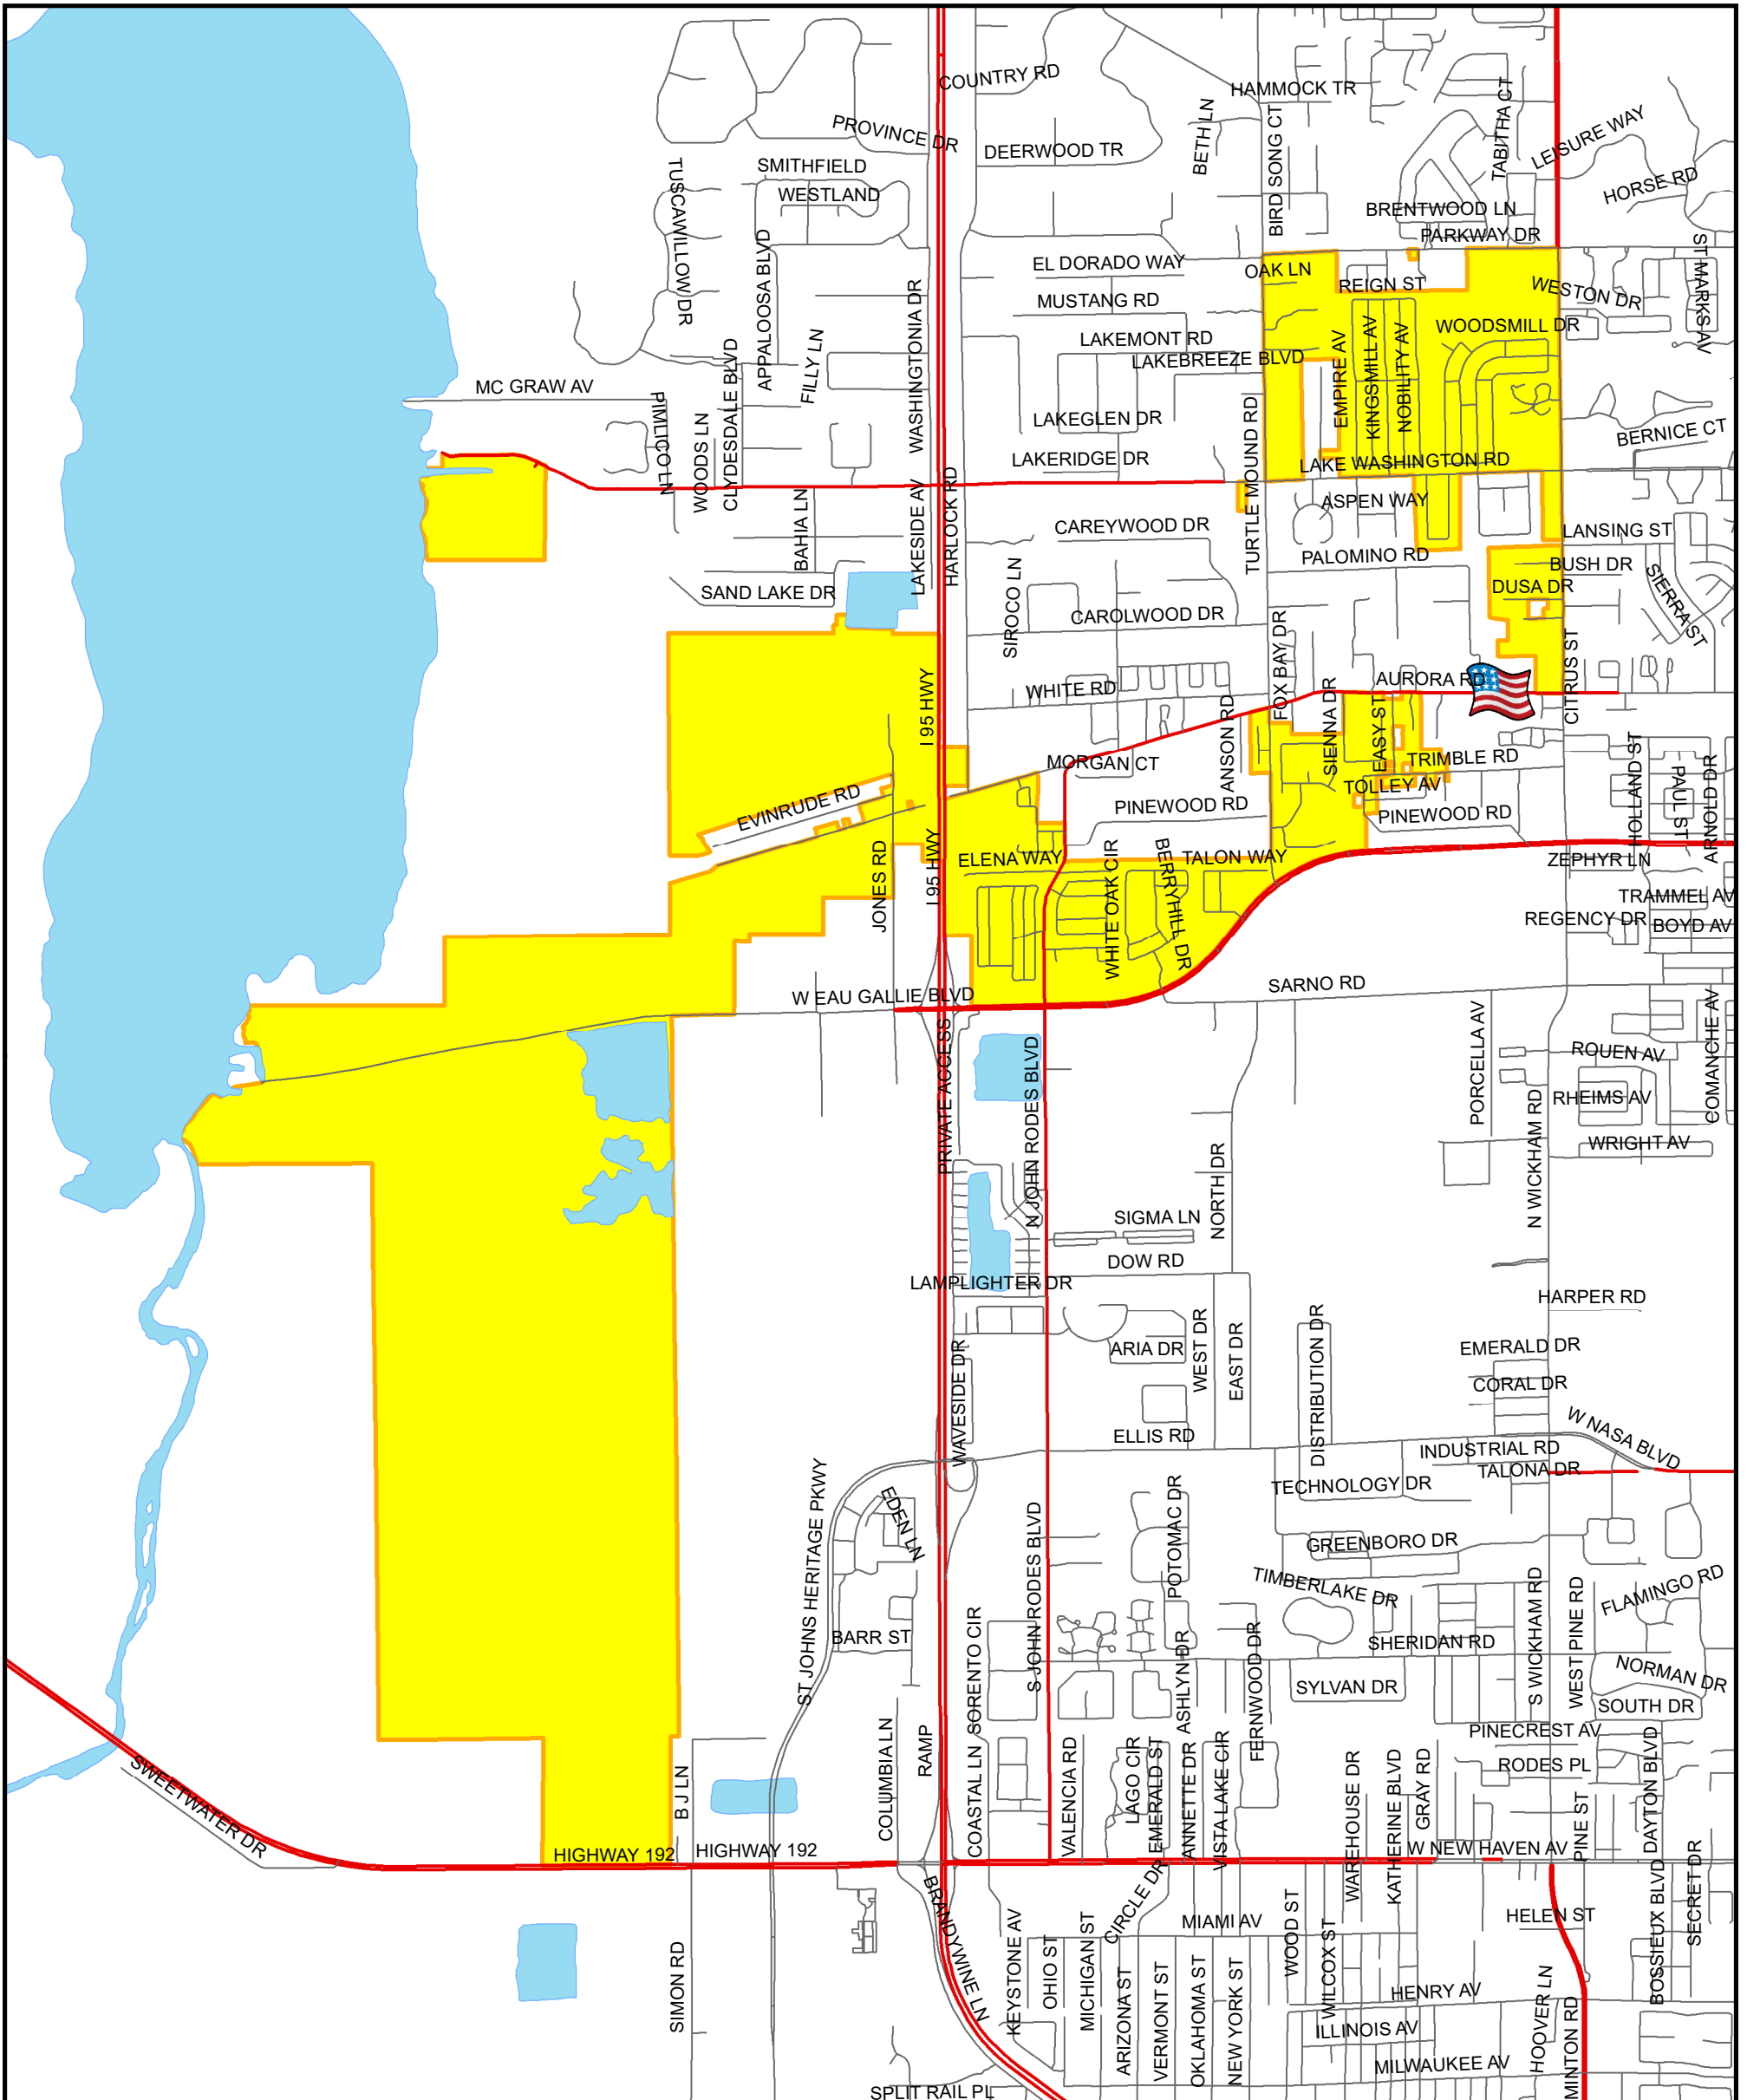 COUNTRY RD
HAMMOCK TR
PROVINCE DR
DEERWOOD TR
BETH LN
BIRD SONG CT
TABITHA CT
LEISURE WAY
HORSE RD
SMITHFIELD
WESTLAND
TUSCAWILLOW DR
APPALOOSA BLVD
BRENTWOOD LN
PARKWAY DR
ST MARKS AV
EL DORADO WAY
OAK LN
REIGN ST
WESTON DR
MUSTANG RD
WASHINGTONIA DR
WOODSMILL DR
LAKEMONT RD
LAKEBREEZE BLVD
FILLY LN
EMPIRE AV
KINGSMILL AV
NOBILITY AV
MC GRAW AV
PIMLICO LN
WOODS LN
CLYDESDALE BLVD
LAKEGLEN DR
TURTLE MOUND RD
BERNICE CT
LAKERIDGE DR
LAKE WASHINGTON RD
BAHIA LN
LAKESIDE AV
HARLOCK RD
ASPEN WAY
CAREYWOOD DR
LANSING ST
PALOMINO RD
BUSH DR
DUSA DR
SIERRA ST
SAND LAKE DR
SIROCO LN
CAROLWOOD DR
FOX BAY DR
CITRUS ST
WHITE RD
AURORA RD
I 95 HWY
ANSON RD
SIENNA DR
EASY ST
MORGAN CT
TRIMBLE RD
TOLLEY AV
HOLLAND ST
PAUL ST
ARNOLD DR
EVINRUDE RD
PINEWOOD RD
PINEWOOD RD
JONES RD
I 95 HWY
ELENA WAY
WHITE OAK CIR
BERRYHILL DR
TALON WAY
ZEPHYR LN
TRAMMEL AV
REGENCY DR
BOYD AV
W EAU GALLIE BLVD
SARNO RD
PRIVATE ACCESS
N JOHN RODES BLVD
PORCELLA AV
ROUEN AV
COMANCHE AV
RHEIMS AV
N WICKHAM RD
WRIGHT AV
NORTH DR
SIGMA LN
DOW RD
LAMPLIGHTER DR
HARPER RD
WAVESIDE DR
ARIA DR
WEST DR
EAST DR
DISTRIBUTION DR
EMERALD DR
CORAL DR
W NASA BLVD
ELLIS RD
INDUSTRIAL RD
TALONA DR
TECHNOLOGY DR
ST JOHNS HERITAGE PKWY
EDEN LN
S JOHN RODES BLVD
POTOMAC DR
GREENBORO DR
TIMBERLAKE DR
S WICKHAM RD
WEST PINE RD
FLAMINGO RD
BARR ST
SORENTO CIR
ASHLYN DR
FERNWOOD DR
SHERIDAN RD
NORMAN DR
SYLVAN DR
SOUTH DR
PINECREST AV
RODES PL
DAYTON BLVD
SWEETWATER DR
B J LN
COLUMBIA LN
RAMP
COASTAL LN
VALENCIA RD
LAGO CIR
EMERALD ST
ANNETTE DR
VISTA LAKE CIR
WAREHOUSE DR
KATHERINE BLVD
GRAY RD
PINE ST
HIGHWAY 192
HIGHWAY 192
W NEW HAVEN AV
BRANDYWINE LN
CIRCLE DR
MIAMI AV
WOOD ST
WILCOX ST
HELEN ST
BOSSIEUX BLVD
SECRET DR
SIMON RD
KEYSTONE AV
OHIO ST
MICHIGAN ST
ARIZONA ST
VERMONT ST
OKLAHOMA ST
NEW YORK ST
HENRY AV
ILLINOIS AV
HOOVER LN
MINTON RD
MILWAUKEE AV
SPLIT RAIL PL